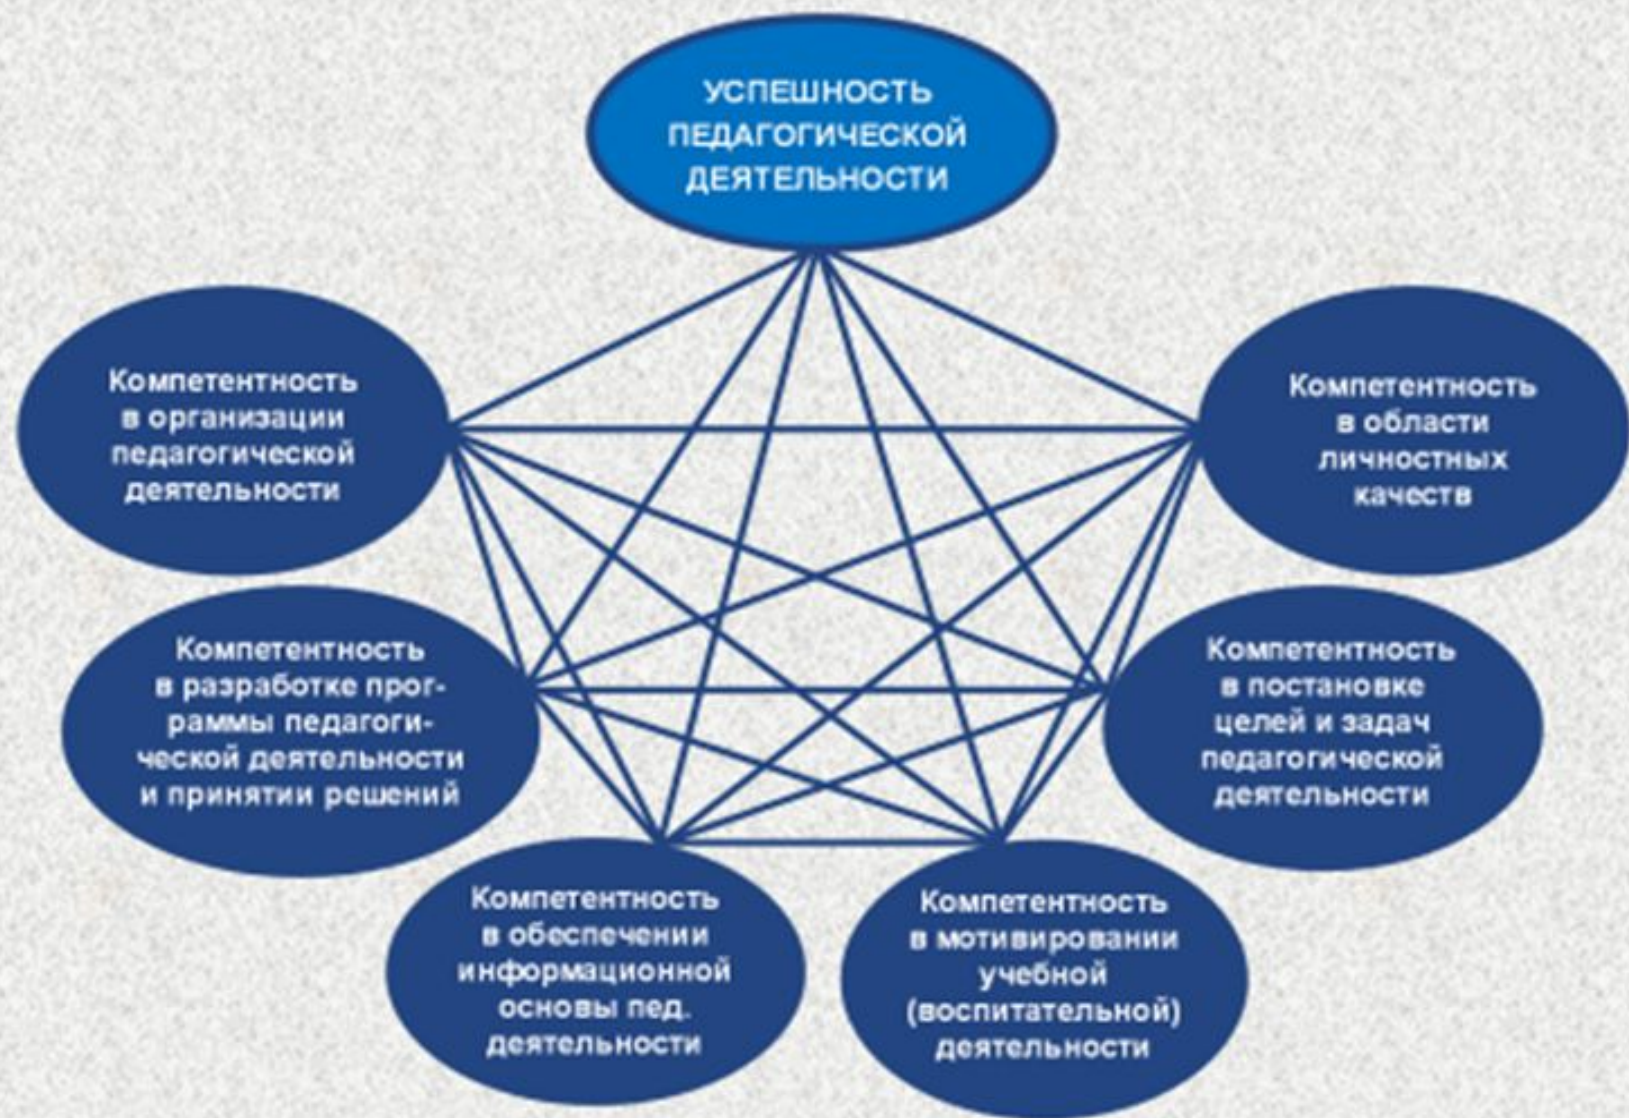 УСПЕШНОСТЬ
ПЕДАГОГИЧЕСКОЙ
ДЕЯТЕЛЬНОСТИ
Компетентность
в организации
педагогической
деятельности
Компетентность
в области
личностных
качеств
Компетентность
в разработке прог-
раммы педагоги-
ческой деятельности
и принятии решений
Компетентность
в постановке
целей и задач
педагогической
деятельности
Компетентность
в обеспечении
информационной
основы пед.
деятельности
Компетентность
в мотивировании
учебной
(воспитательной)
деятельности